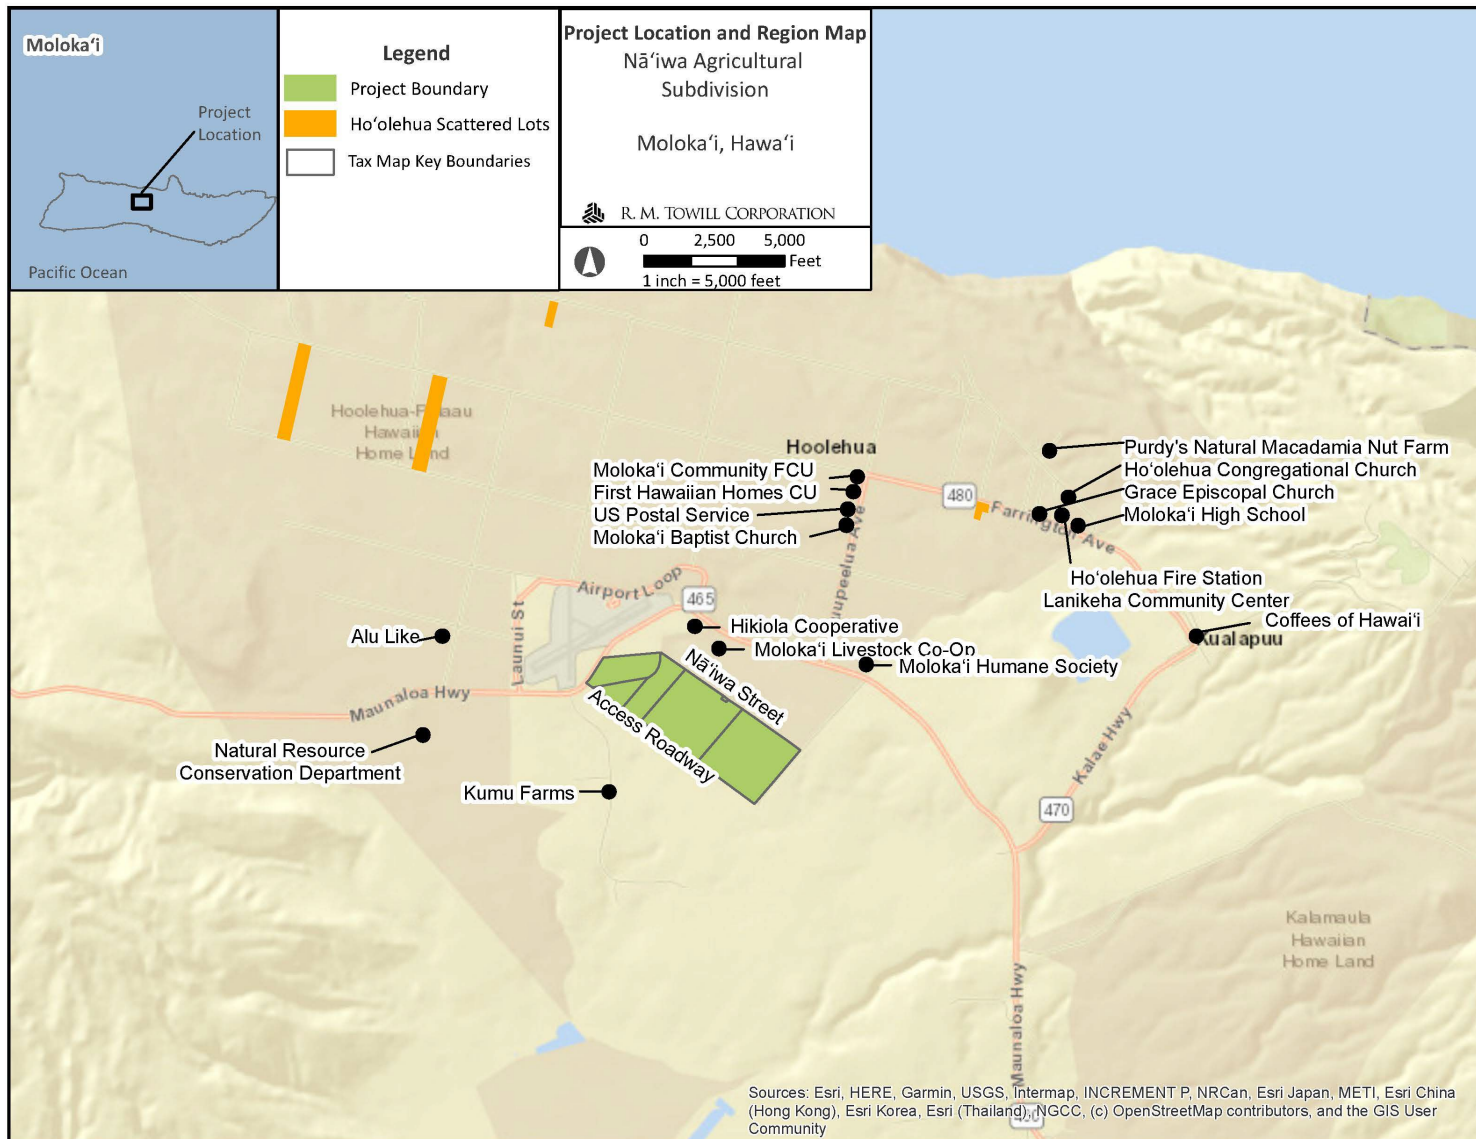 Moloka‘i
Project
Location
Pacific Ocean
Legend
Project Boundary
Ho‘olehua Scattered Lots
Tax Map Key Boundaries
Project Location and Region Map
Nā‘iwa Agricultural
Subdivision
Moloka‘i, Hawa‘i
R. M. TOWILL CORPORATION
0 2,500 5,000
Feet
1 inch = 5,000 feet
Hawaiian
Home Land
Hoolehua
Moloka‘i Community FCU
First Hawaiian Homes CU
US Postal Service
Moloka‘i Baptist Church
480
Farrington Ave
Purdy's Natural Macadamia Nut Farm
Ho‘olehua Congregational Church
Grace Episcopal Church
Moloka‘i High School
Ho‘olehua Fire Station
Lanikeha Community Center
Coffees of Hawai‘i
Kualapuu
Ave
Airport Loop
465
Launui St
Hikiola Cooperative
Moloka‘i Livestock Co-Op
Moloka‘i Humane Society
Alu Like
Maunaloa Hwy
Nā‘iwa Street
Access Roadway
Natural Resource
Conservation Department
Kumu Farms
Kalae Hwy
470
Kalamaula
Hawaiian
Home Land
Maunaloa Hwy
Sources: Esri, HERE, Garmin, USGS, Intermap, INCREMENT P, NRCan, Esri Japan, METI, Esri China
(Hong Kong), Esri Korea, Esri (Thailand), NGCC, (c) OpenStreetMap contributors, and the GIS User
Community